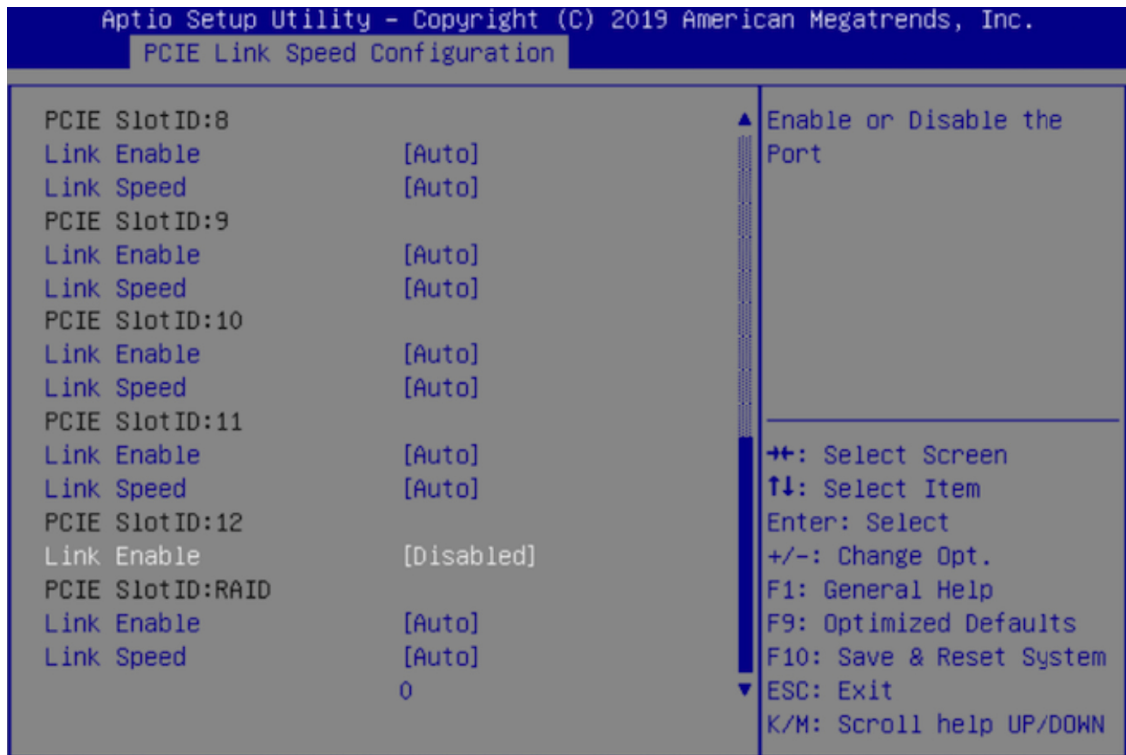 Aptio Setup Utility – Copyright (C) 2019 American Megatrends, Inc.
PCIE Link Speed Configuration
PCIE SlotID:8
Link Enable [Auto]
Link Speed [Auto]
PCIE SlotID:9
Link Enable [Auto]
Link Speed [Auto]
PCIE SlotID:10
Link Enable [Auto]
Link Speed [Auto]
PCIE SlotID:11
Link Enable [Auto]
Link Speed [Auto]
PCIE SlotID:12
Link Enable [Disabled]
PCIE SlotID:RAID
Link Enable [Auto]
Link Speed [Auto]
0
Enable or Disable the
Port
→←: Select Screen
↑↓: Select Item
Enter: Select
+/-: Change Opt.
F1: General Help
F9: Optimized Defaults
F10: Save & Reset System
ESC: Exit
K/M: Scroll help UP/DOWN